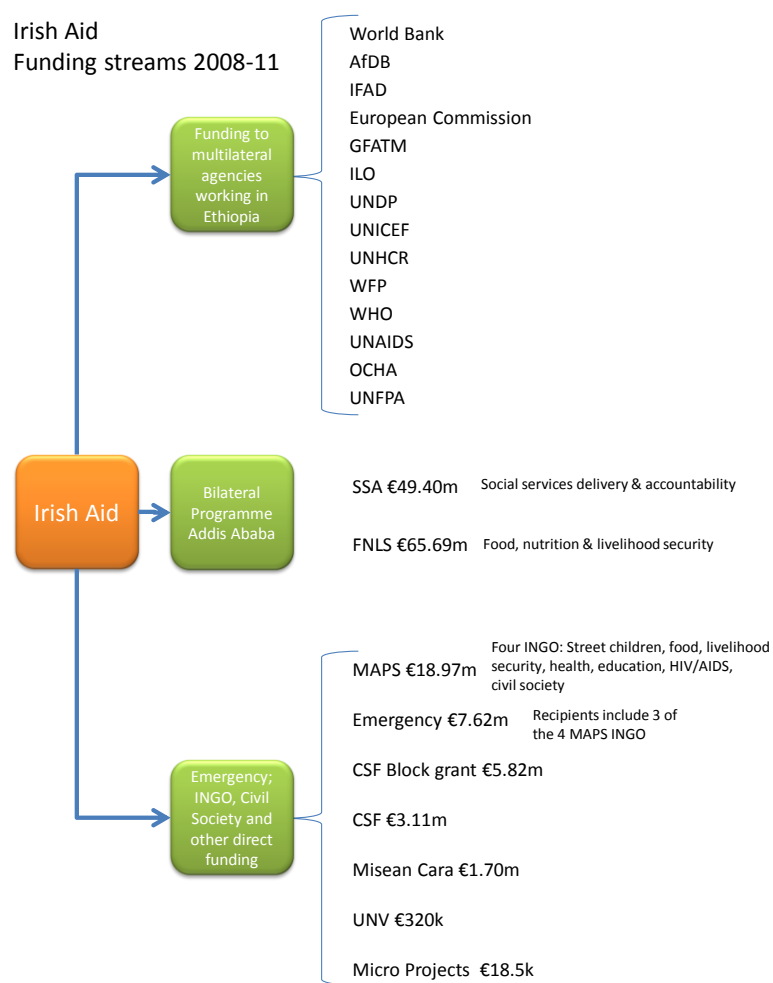 Irish Aid
Funding streams 2008-11
World Bank
AfDB
IFAD
European Commission
GFATM
ILO
UNDP
UNICEF
UNHCR
WFP
WHO
UNAIDS
OCHA
UNFPA
Funding to
multilateral
agencies
working in
Ethiopia
Irish Aid
Bilateral
Programme
Addis Ababa
SSA €49.40m Social services delivery & accountability
FNLS €65.69m Food, nutrition & livelihood security
Emergency;
INGO, Civil
Society and
other direct
funding
MAPS €18.97m
Four INGO: Street children, food, livelihood
security, health, education, HIV/AIDS,
civil society
Emergency €7.62m
Recipients include 3 of
the 4 MAPS INGO
CSF Block grant €5.82m
CSF €3.11m
Misean Cara €1.70m
UNV €320k
Micro Projects €18.5k